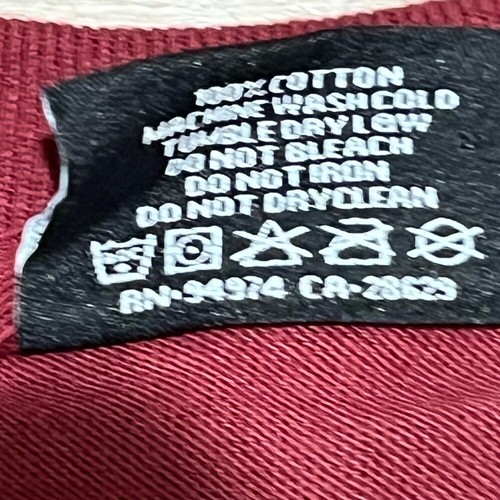 100% COTTON
MACHINE WASH COLD
TUMBLE DRY LOW
DO NOT BLEACH
DO NOT IRON
DO NOT DRYCLEAN
RN-94974 CA-28629